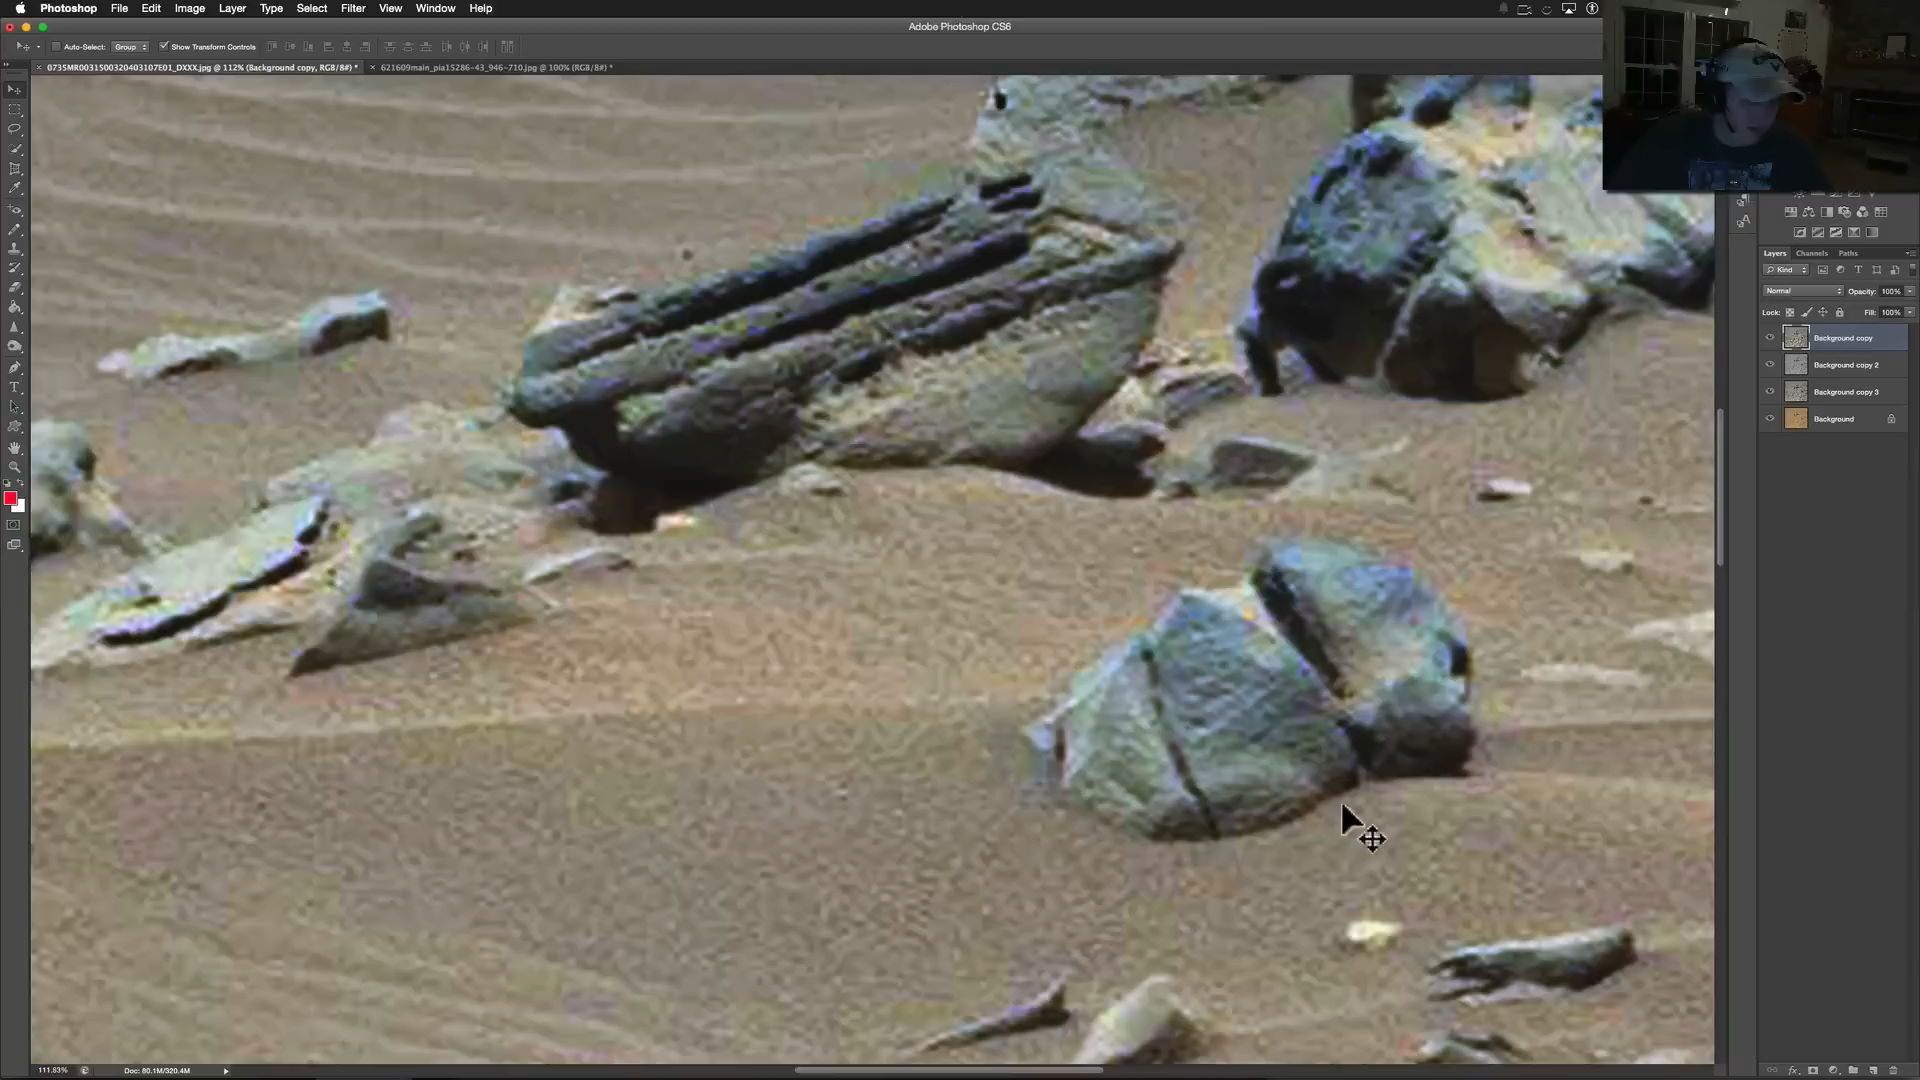 Photoshop File Edit Image Layer Type Select Filter View Window Help
Adobe Photoshop CS6
Auto-Select: Group Show Transform Controls
0735MR0031500320403107E01_DXXX.jpg @ 112% (Background copy, RGB/8#) *
621609main_pia15286-43_946-710.jpg @ 100% (RGB/8#) *
Layers Channels Paths
Kind
Normal Opacity: 100%
Lock: Fill: 100%
Background copy
Background copy 2
Background copy 3
Background
111.83% Doc: 80.1M/320.4M